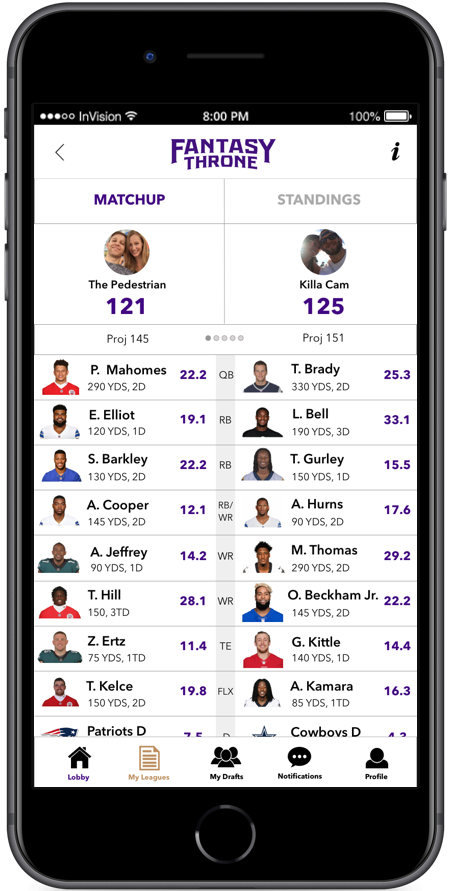 ●●●○○ InVision 8:00 PM 100%
FANTASY
THRONE
i
MATCHUP STANDINGS
The Pedestrian Killa Cam
121 125
Proj 145 Proj 151
P. Mahomes 22.2 QB T. Brady 25.3
290 YDS, 2D 330 YDS, 2D
E. Elliot 19.1 RB L. Bell 33.1
120 YDS, 1D 190 YDS, 3D
S. Barkley 22.2 RB T. Gurley 15.5
130 YDS, 2D 150 YDS, 1D
A. Cooper 12.1 RB/ A. Hurns 17.6
145 YDS, 2D WR 90 YDS, 2D
A. Jeffrey 14.2 WR M. Thomas 29.2
90 YDS, 1D 290 YDS, 2D
T. Hill 28.1 WR O. Beckham Jr. 22.2
150, 3TD 145 YDS, 2D
Z. Ertz 11.4 TE G. Kittle 14.4
75 YDS, 1TD 140 YDS, 1D
T. Kelce 19.8 FLX A. Kamara 16.3
150 YDS, 2D 85 YDS, 1TD
Patriots D 7.5 D Cowboys D 4.3
Lobby My Leagues My Drafts Notifications Profile